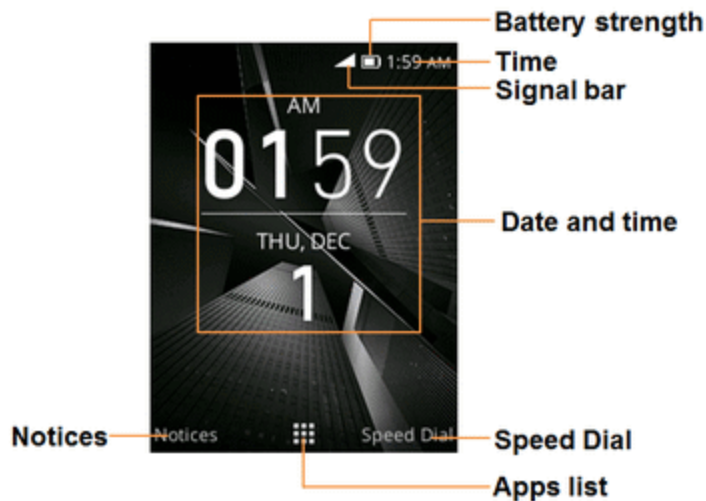 Battery strength
1:59 AM
Time
Signal bar
AM
0159
Date and time
THU, DEC
1
Notices
Notices
Speed Dial
Speed Dial
Apps list